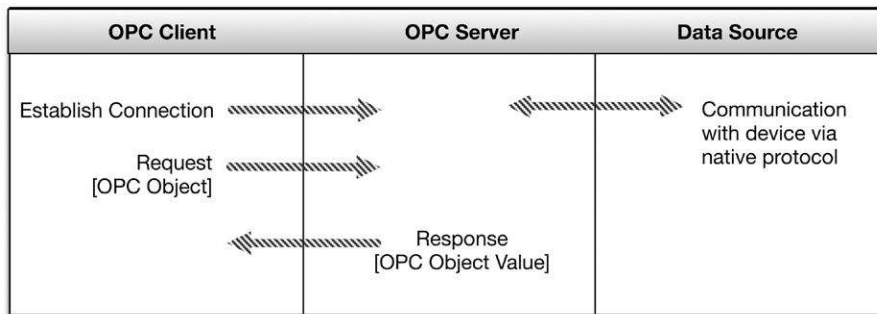 OPC Client
OPC Server
Data Source
Establish Connection
Communication
with device via
native protocol
Request
[OPC Object]
Response
[OPC Object Value]